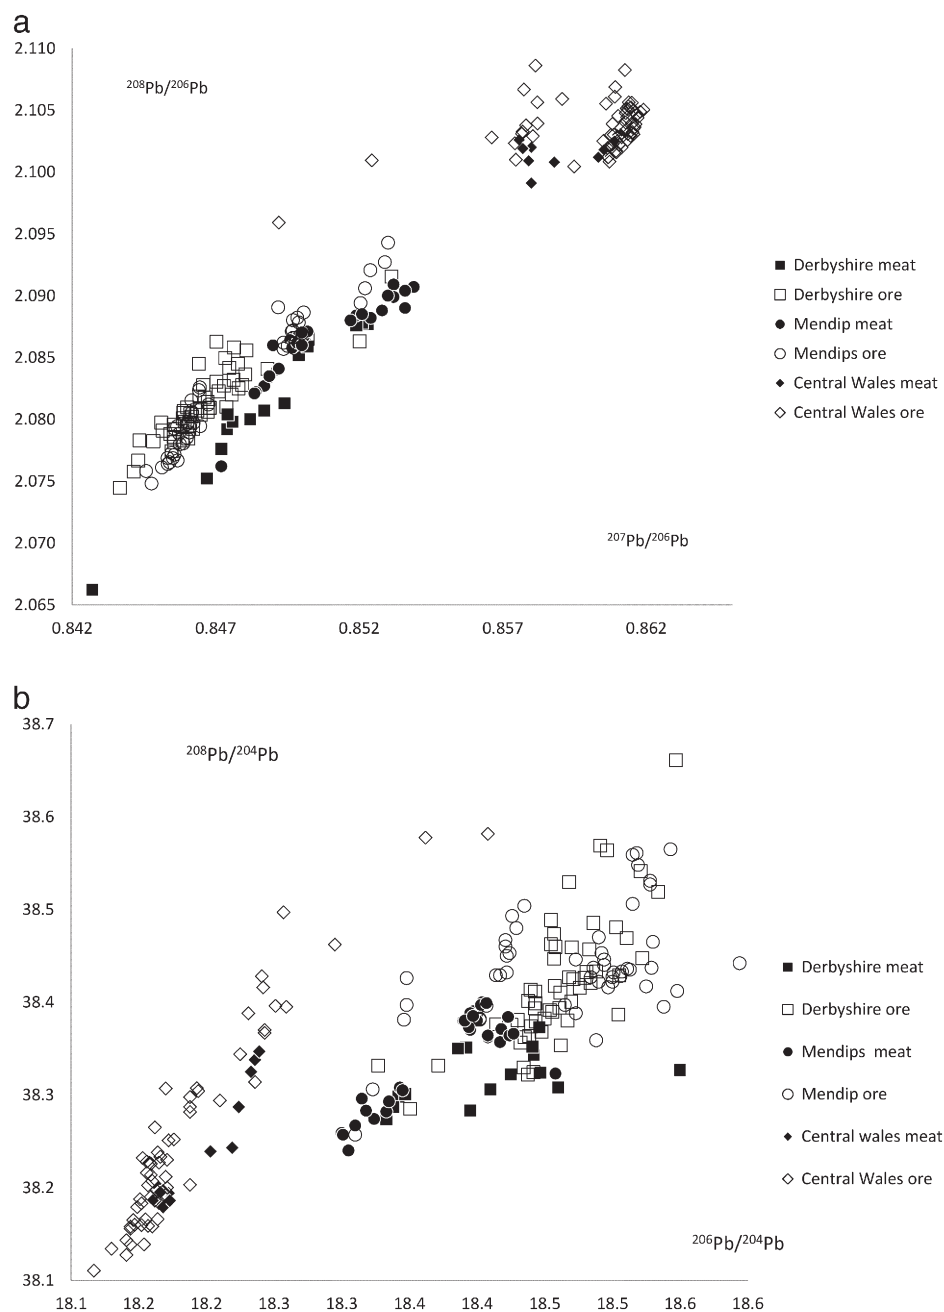 a
2.110
²⁰⁸Pb/²⁰⁶Pb
2.105
2.100
2.095
2.090
2.085
2.080
2.075
2.070
2.065
Derbyshire meat
Derbyshire ore
Mendip meat
Mendips ore
Central Wales meat
Central Wales ore
²⁰⁷Pb/²⁰⁶Pb
0.842 0.847 0.852 0.857 0.862
b
38.7
²⁰⁸Pb/²⁰⁴Pb
38.6
38.5
38.4
38.3
38.2
38.1
Derbyshire meat
Derbyshire ore
Mendips meat
Mendip ore
Central wales meat
Central Wales ore
²⁰⁶Pb/²⁰⁴Pb
18.1 18.2 18.2 18.3 18.3 18.4 18.4 18.5 18.5 18.6 18.6